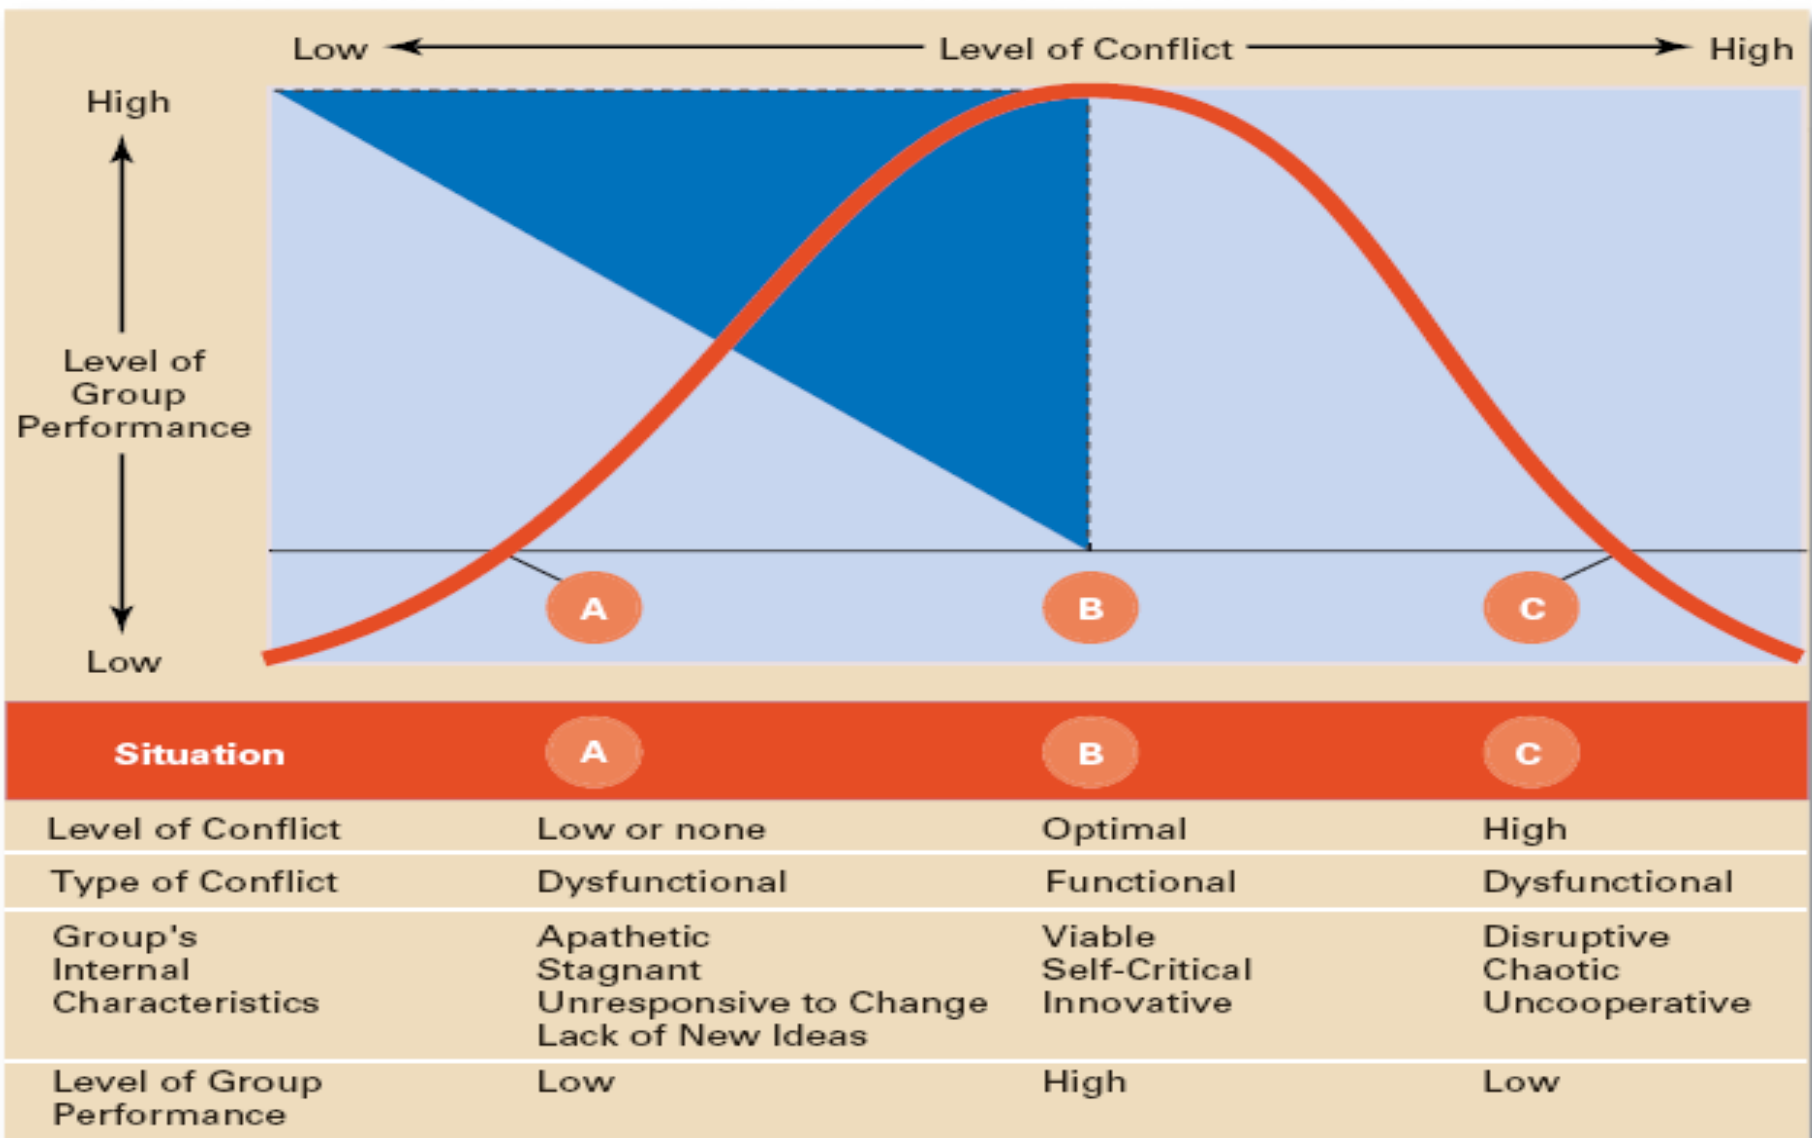 Low Level of Conflict High
High
Level of
Group
Performance
Low
A B C
Situation A B C
Level of Conflict Low or none Optimal High
Type of Conflict Dysfunctional Functional Dysfunctional
Group's Apathetic Viable Disruptive
Internal Stagnant Self-Critical Chaotic
Characteristics Unresponsive to Change Innovative Uncooperative
Lack of New Ideas
Level of Group Low High Low
Performance